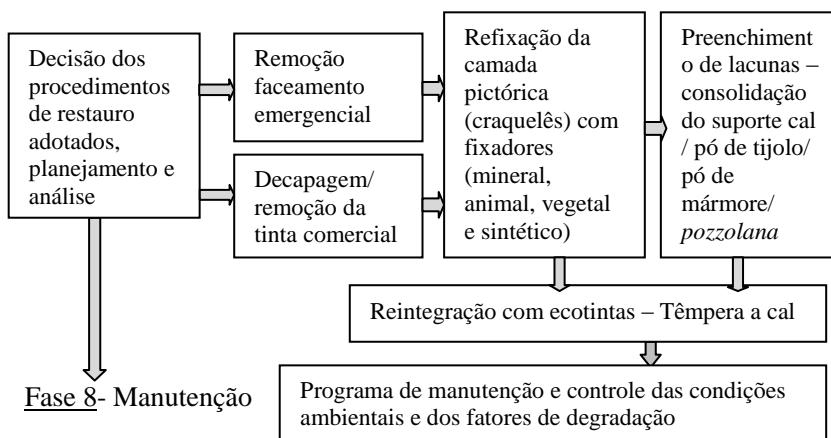 Decisão dos
procedimentos
de restauro
adotados,
planejamento e
análise
Remoção
faceamento
emergencial
Decapagem/
remoção da
tinta comercial
Refixação da
camada
pictórica
(craquelês) com
fixadores
(mineral,
animal, vegetal
e sintético)
Preenchiment
o de lacunas –
consolidação
do suporte cal
/ pó de tijolo/
pó de
mármore/
pozzolana
Reintegração com ecotintas – Têmpera a cal
Fase 8- Manutenção
Programa de manutenção e controle das condições
ambientais e dos fatores de degradação